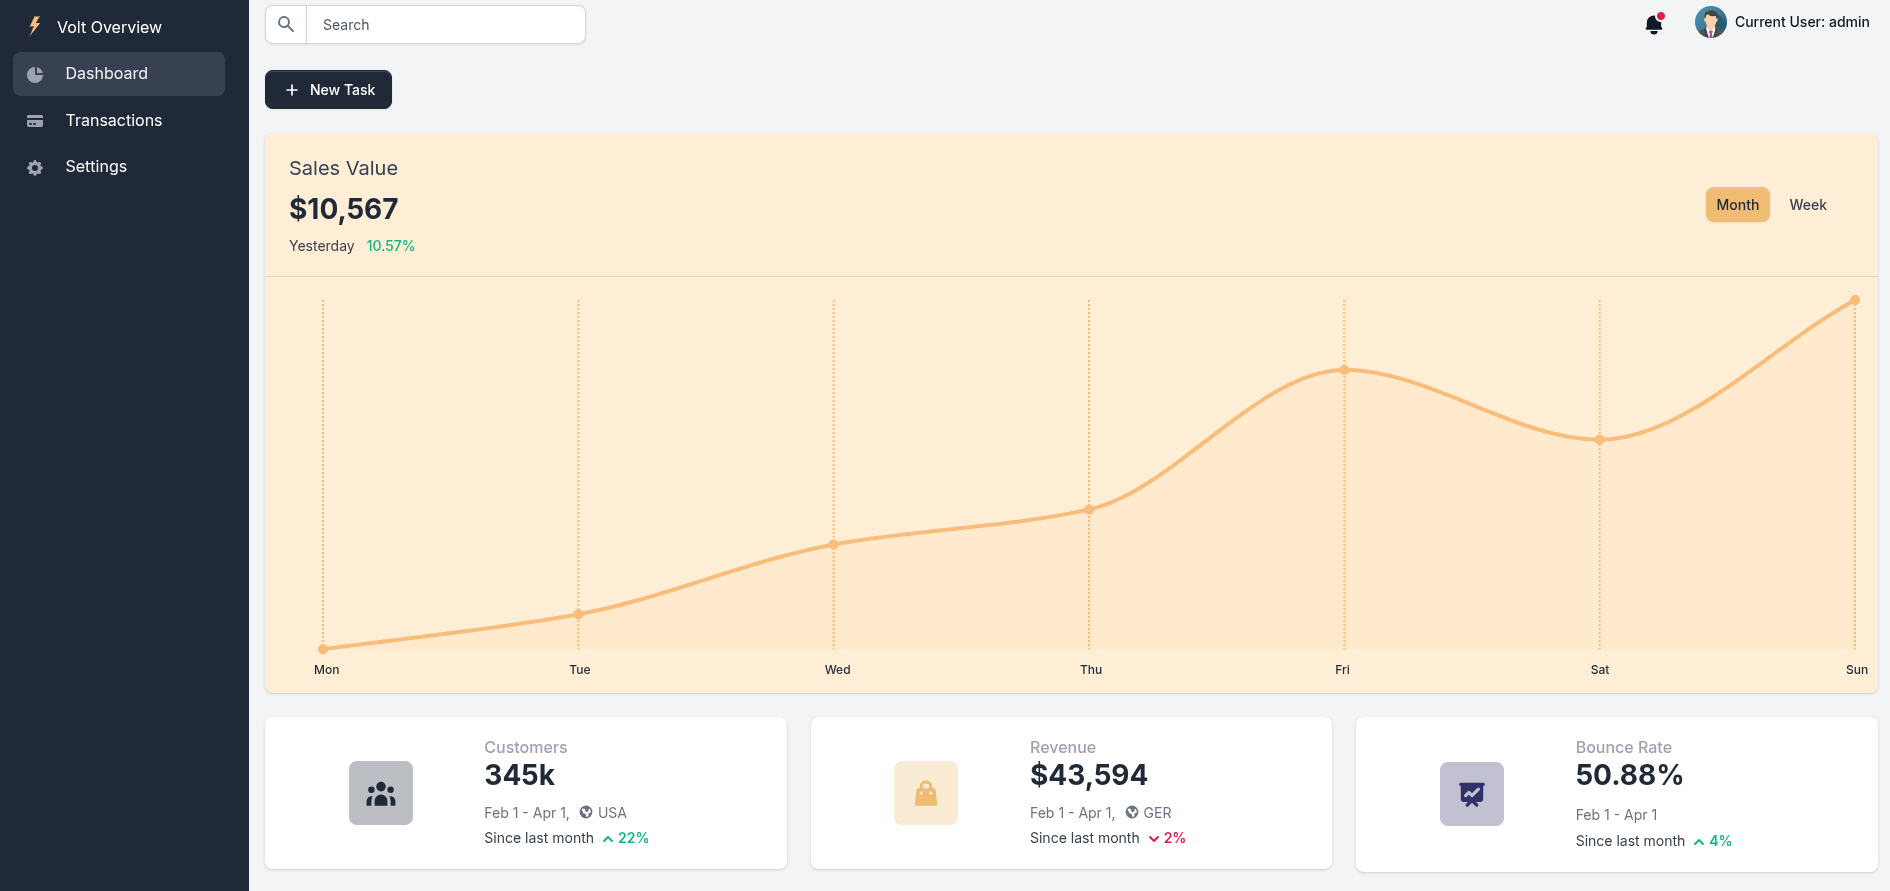 Volt Overview
Dashboard
Transactions
Settings
Search
Current User: admin
New Task
Sales Value
$10,567
Yesterday 10.57%
Month Week
Mon Tue Wed Thu Fri Sat Sun
Customers
345k
Feb 1 - Apr 1, USA
Since last month 22%
Revenue
$43,594
Feb 1 - Apr 1, GER
Since last month 2%
Bounce Rate
50.88%
Feb 1 - Apr 1
Since last month 4%